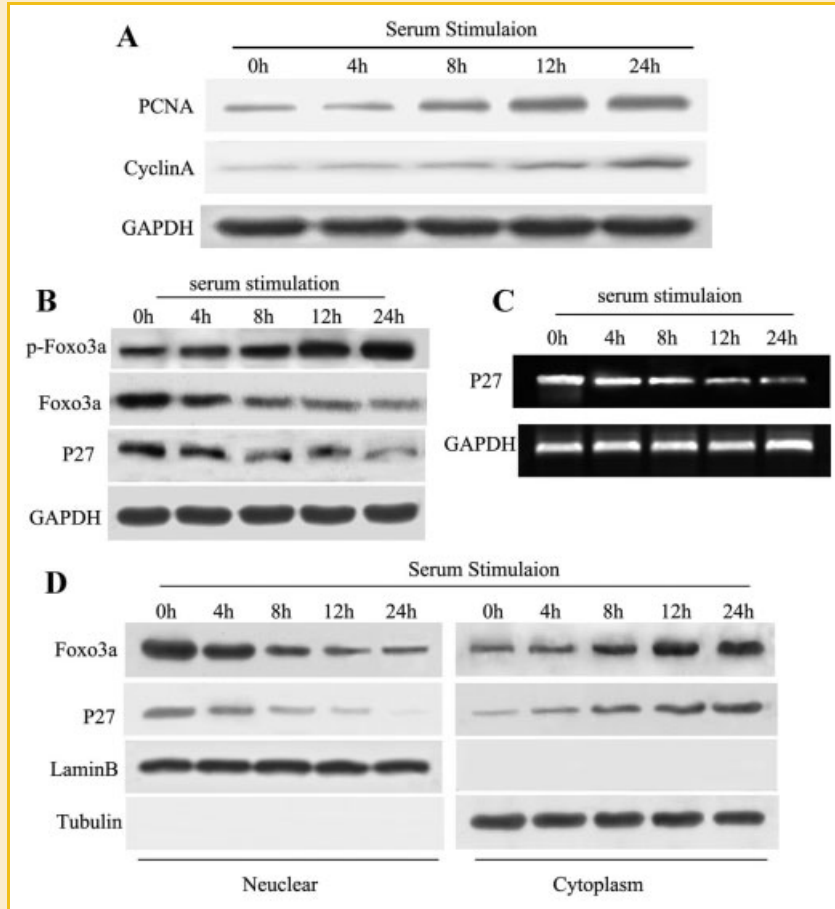 A
Serum Stimulaion
0h 4h 8h 12h 24h
PCNA
CyclinA
GAPDH
B
serum stimulation
0h 4h 8h 12h 24h
p-Foxo3a
Foxo3a
P27
GAPDH
C
serum stimulaion
0h 4h 8h 12h 24h
P27
GAPDH
D
Serum Stimulaion
0h 4h 8h 12h 24h 0h 4h 8h 12h 24h
Foxo3a
P27
LaminB
Tubulin
Neuclear Cytoplasm